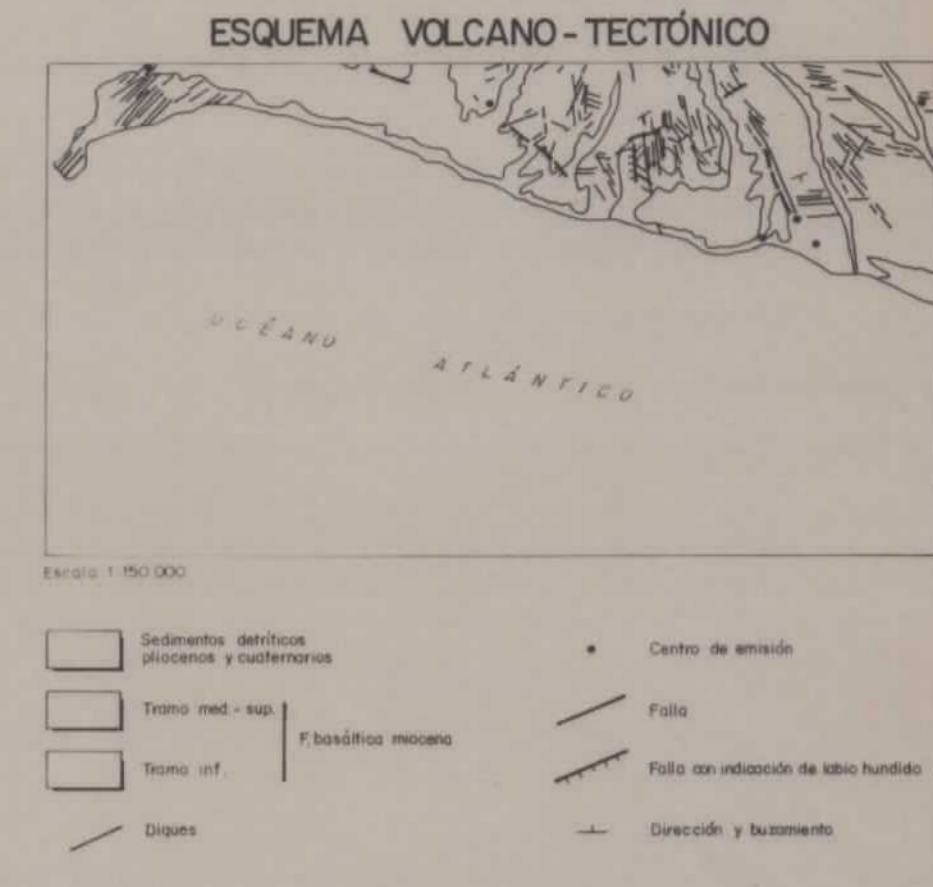 ESQUEMA VOLCANO-TECTÓNICO
OCÉANO ATLÁNTICO
Escala 1:150.000
Sedimentos detríticos
pliocenos y cuaternarios
Tramo med.-sup.
F. basáltica miocena
Tramo inf.
Diques
Centro de emisión
Falla
Falla con indicación de labio hundido
Dirección y buzamiento